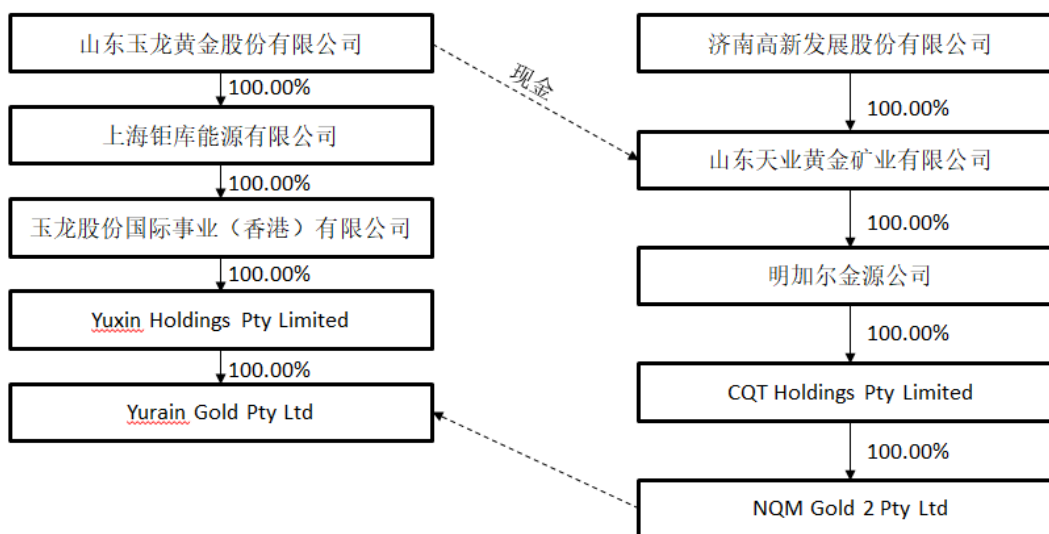 山东玉龙黄金股份有限公司
100.00%
上海钜库能源有限公司
100.00%
玉龙股份国际事业（香港）有限公司
100.00%
Yuxin Holdings Pty Limited
100.00%
Yurain Gold Pty Ltd
现金
济南高新发展股份有限公司
100.00%
山东天业黄金矿业有限公司
100.00%
明加尔金源公司
100.00%
CQT Holdings Pty Limited
100.00%
NQM Gold 2 Pty Ltd